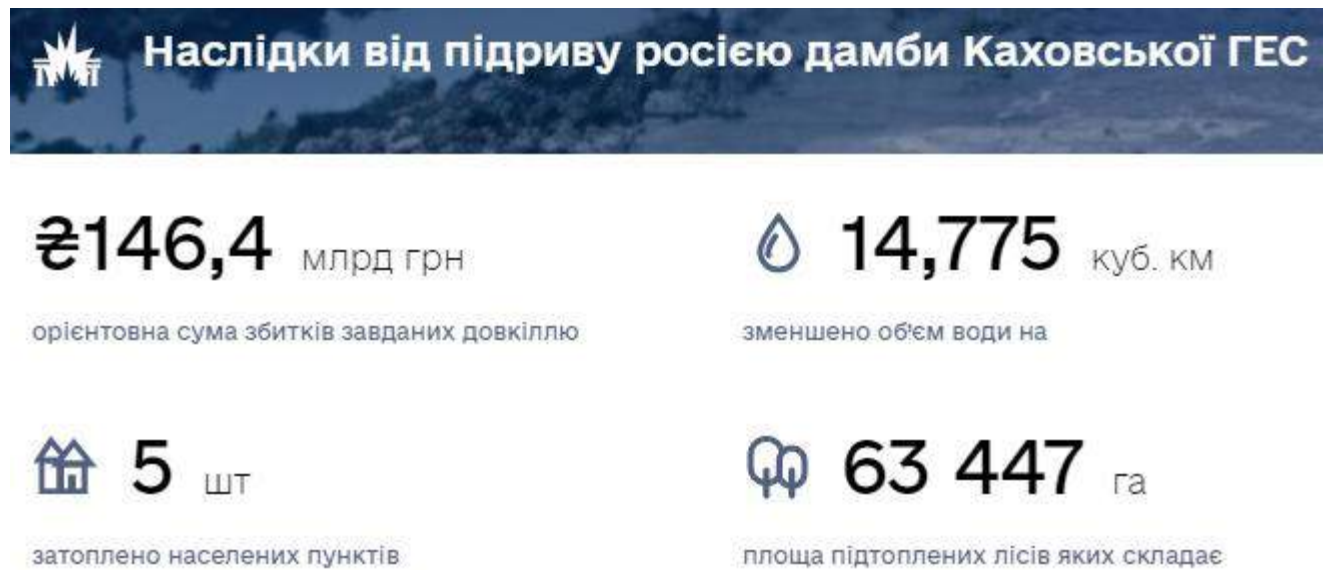 Наслідки від підриву росією дамби Каховської ГЕС
₴146,4 млрд грн
орієнтовна сума збитків завданих довкіллю
14,775 куб. км
зменшено об'єм води на
5 шт
затоплено населених пунктів
63 447 га
площа підтоплених лісів яких складає